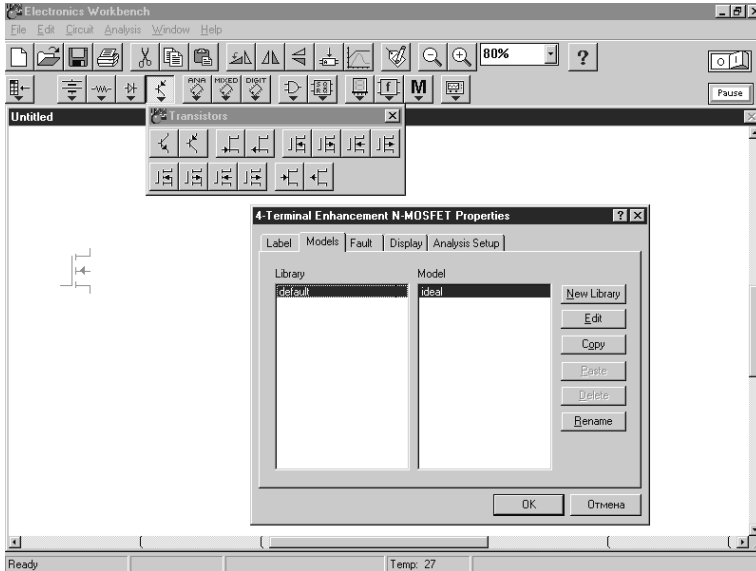 Electronics Workbench
File Edit Circuit Analysis Window Help
80%
?
ANA MIXED DIGIT
f M
O I
Pause
Untitled
Transistors
4-Terminal Enhancement N-MOSFET Properties
Label Models Fault Display Analysis Setup
Library Model
default ideal
New Library
Edit
Copy
Paste
Delete
Rename
OK Отмена
Ready Temp: 27